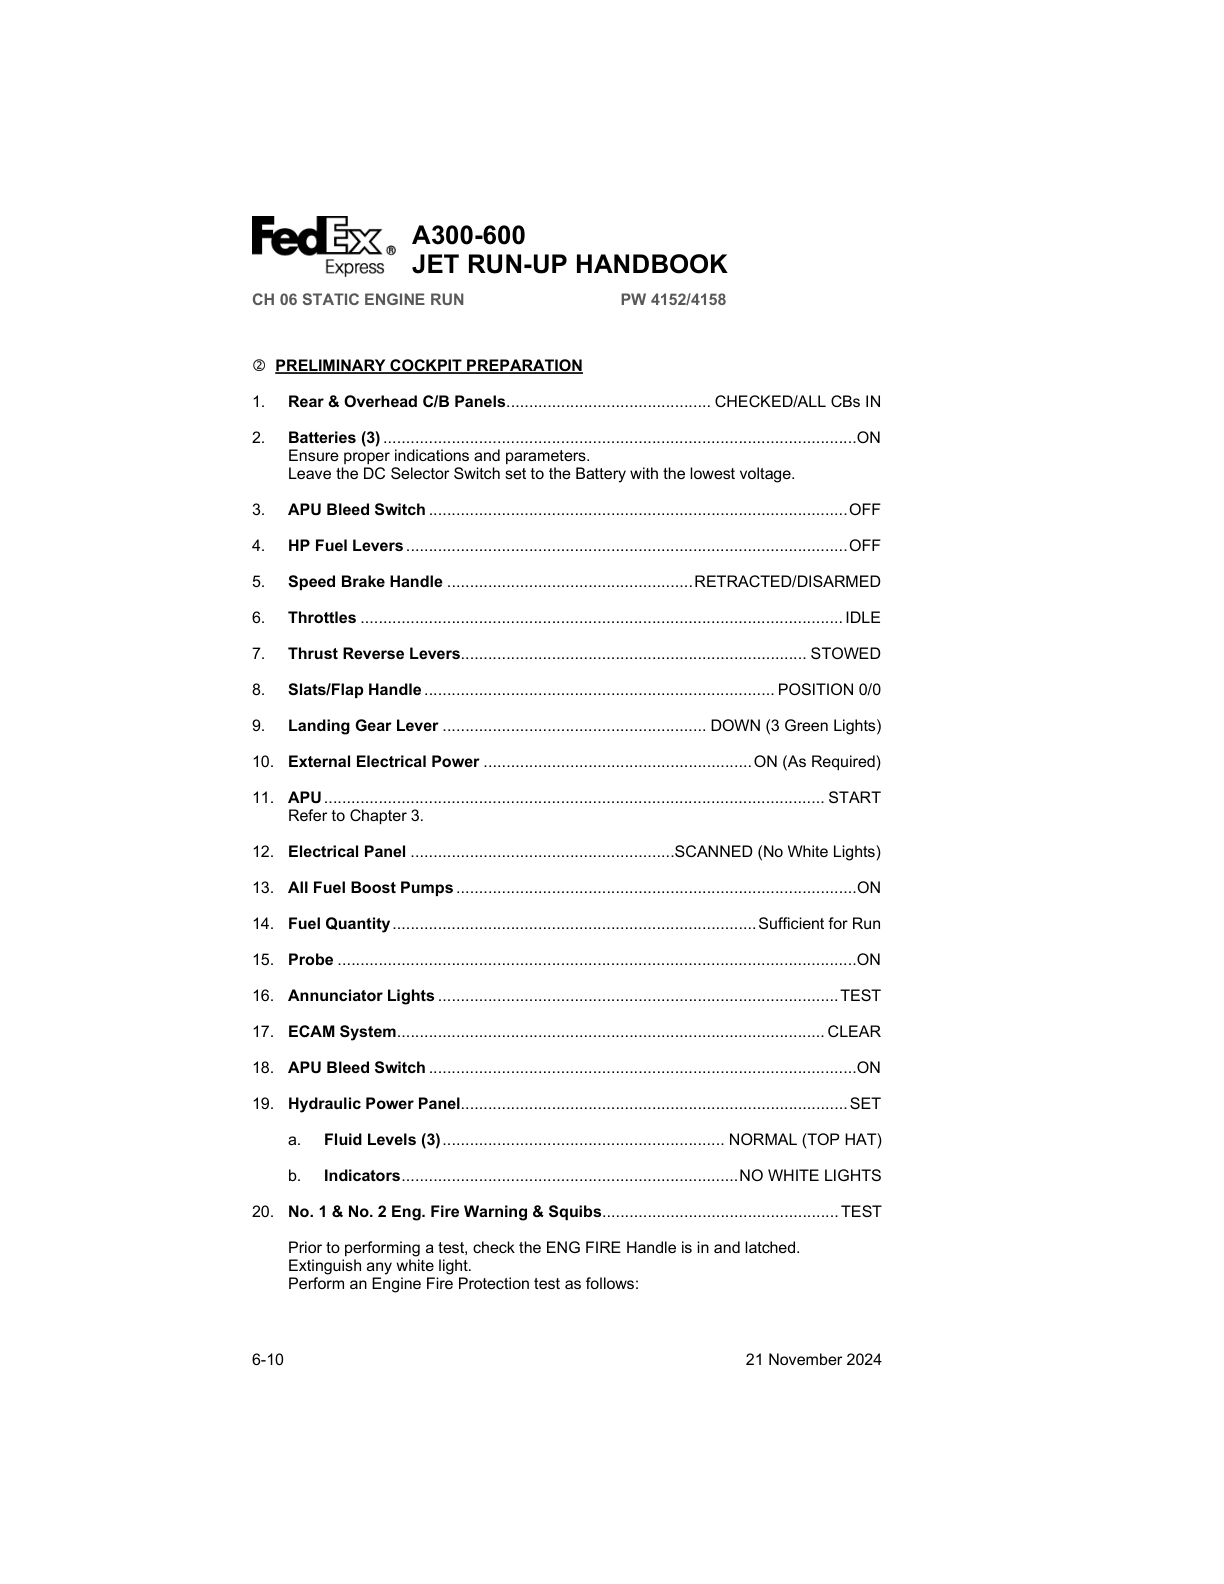 FedEx® A300-600
Express JET RUN-UP HANDBOOK
CH 06 STATIC ENGINE RUN PW 4152/4158
② PRELIMINARY COCKPIT PREPARATION
1. Rear & Overhead C/B Panels............................................. CHECKED/ALL CBs IN
2. Batteries (3) ........................................................................................................ON
Ensure proper indications and parameters.
Leave the DC Selector Switch set to the Battery with the lowest voltage.
3. APU Bleed Switch ............................................................................................OFF
4. HP Fuel Levers .................................................................................................OFF
5. Speed Brake Handle ......................................................RETRACTED/DISARMED
6. Throttles .......................................................................................................... IDLE
7. Thrust Reverse Levers............................................................................ STOWED
8. Slats/Flap Handle ............................................................................. POSITION 0/0
9. Landing Gear Lever .......................................................... DOWN (3 Green Lights)
10. External Electrical Power ...........................................................ON (As Required)
11. APU .............................................................................................................. START
Refer to Chapter 3.
12. Electrical Panel ..........................................................SCANNED (No White Lights)
13. All Fuel Boost Pumps ........................................................................................ON
14. Fuel Quantity ................................................................................Sufficient for Run
15. Probe ..................................................................................................................ON
16. Annunciator Lights ........................................................................................TEST
17. ECAM System.............................................................................................. CLEAR
18. APU Bleed Switch ..............................................................................................ON
19. Hydraulic Power Panel.....................................................................................SET
a. Fluid Levels (3).............................................................. NORMAL (TOP HAT)
b. Indicators..........................................................................NO WHITE LIGHTS
20. No. 1 & No. 2 Eng. Fire Warning & Squibs....................................................TEST
Prior to performing a test, check the ENG FIRE Handle is in and latched.
Extinguish any white light.
Perform an Engine Fire Protection test as follows:
6-10 21 November 2024